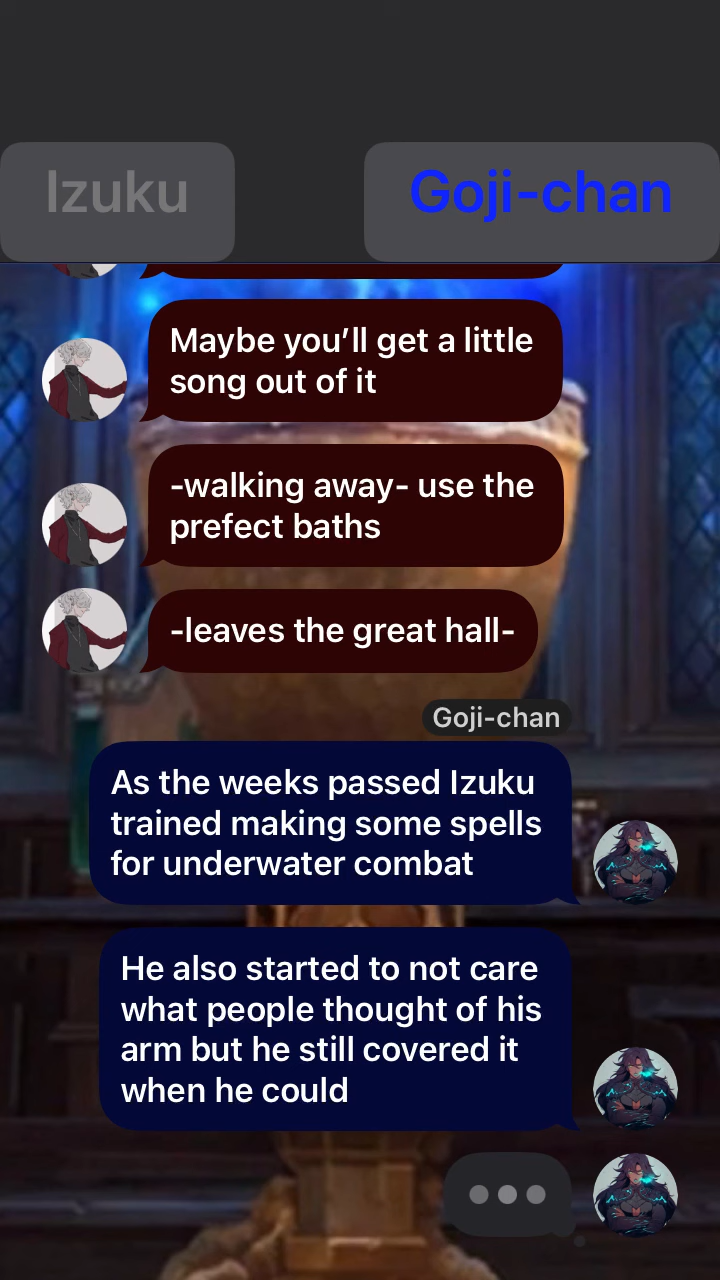 Izuku
Goji-chan
Maybe you’ll get a little
song out of it
-walking away- use the
prefect baths
-leaves the great hall-
Goji-chan
As the weeks passed Izuku
trained making some spells
for underwater combat
He also started to not care
what people thought of his
arm but he still covered it
when he could